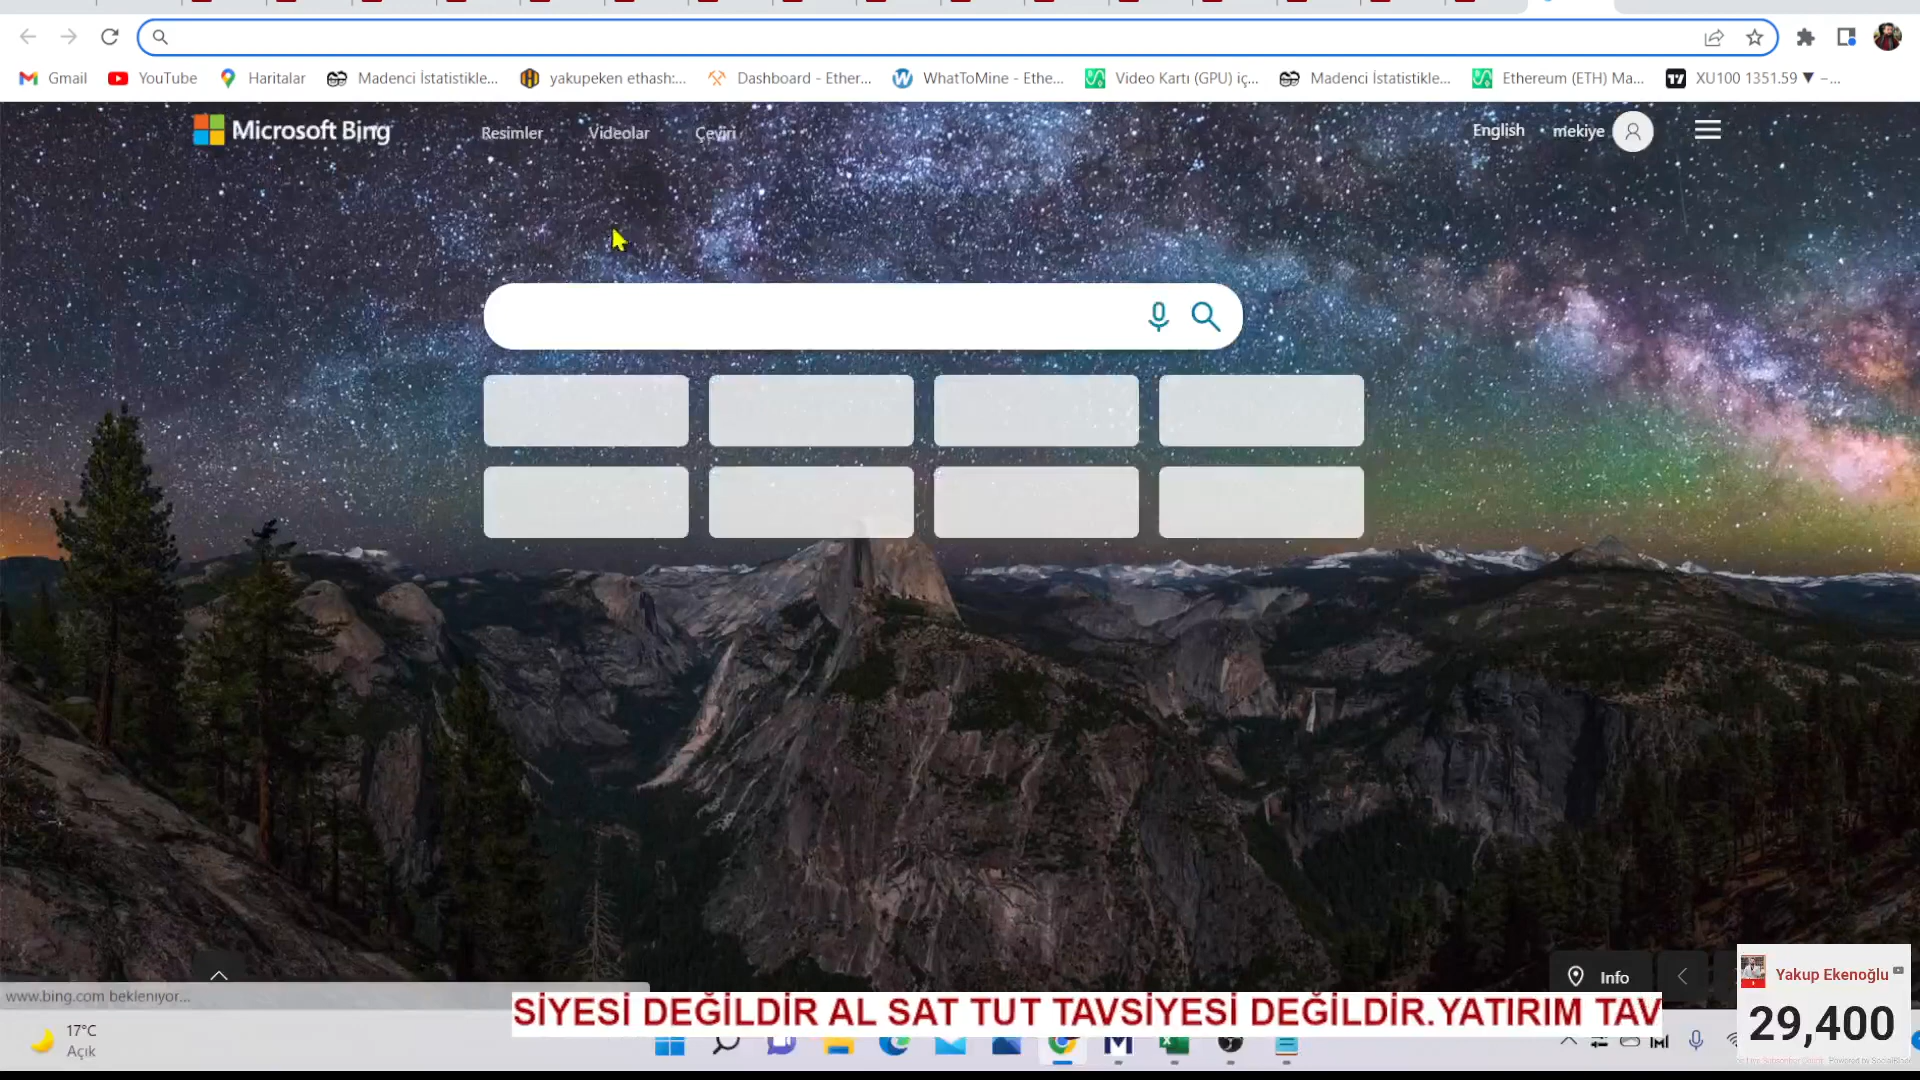 Gmail YouTube Haritalar Madenci İstatistikle... yakupeken ethash:... Dashboard - Ether... WhatToMine - Ethe... Video Kartı (GPU) iç... Madenci İstatistikle... Ethereum (ETH) Ma... XU100 1351.59 ▼ –...
Microsoft Bing Resimler Videolar Çeviri English mekiye
Info
www.bing.com bekleniyor...
Yakup Ekenoğlu
29,400
SİYESİ DEĞİLDİR AL SAT TUT TAVSİYESİ DEĞİLDİR.YATIRIM TAV
17°C
Açık